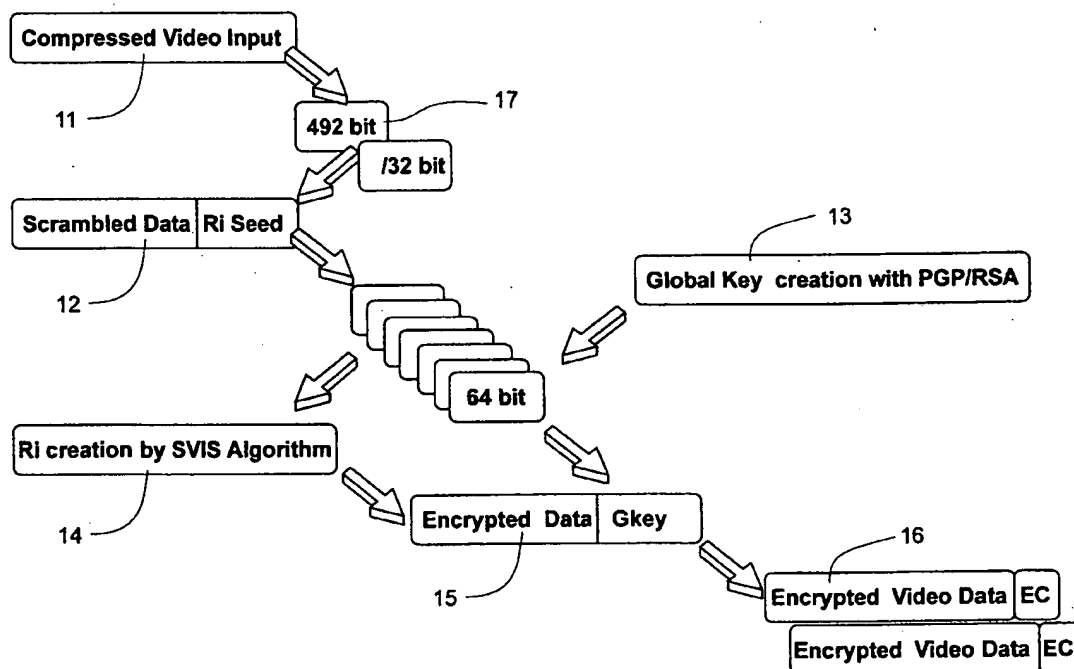 Compressed Video Input
11
17
492 bit
/32 bit
Scrambled Data Ri Seed
12
13
Global Key creation with PGP/RSA
64 bit
Ri creation by SVIS Algorithm
14
Encrypted Data Gkey
15
16
Encrypted Video Data EC
Encrypted Video Data EC